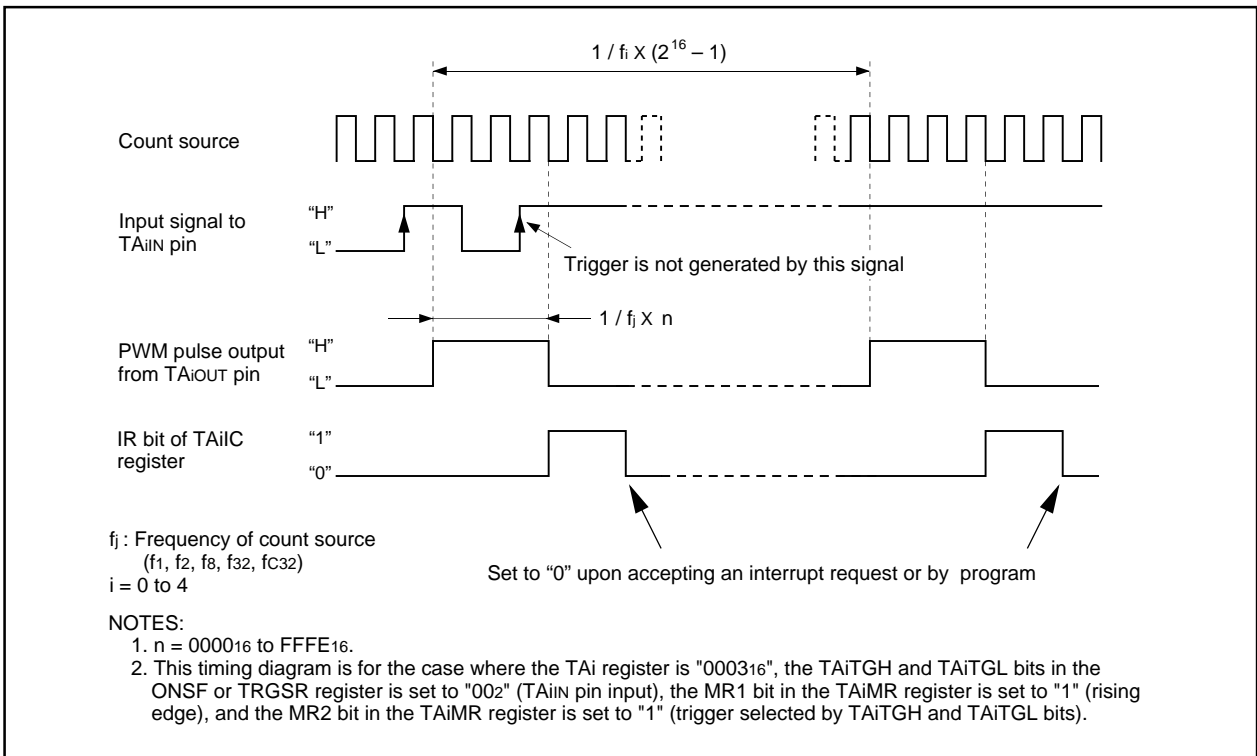 1 / fi X (2^16 – 1)
Count source
Input signal to
TAiIN pin
“H”
“L”
Trigger is not generated by this signal
1 / fj X n
PWM pulse output
from TAiOUT pin
“H”
“L”
IR bit of TAiIC
register
“1”
“0”
fj : Frequency of count source
(f1, f2, f8, f32, fC32)
i = 0 to 4
Set to “0” upon accepting an interrupt request or by program
NOTES:
1. n = 000016 to FFFE16.
2. This timing diagram is for the case where the TAi register is "000316", the TAiTGH and TAiTGL bits in the
ONSF or TRGSR register is set to "002" (TAiIN pin input), the MR1 bit in the TAiMR register is set to "1" (rising
edge), and the MR2 bit in the TAiMR register is set to "1" (trigger selected by TAiTGH and TAiTGL bits).